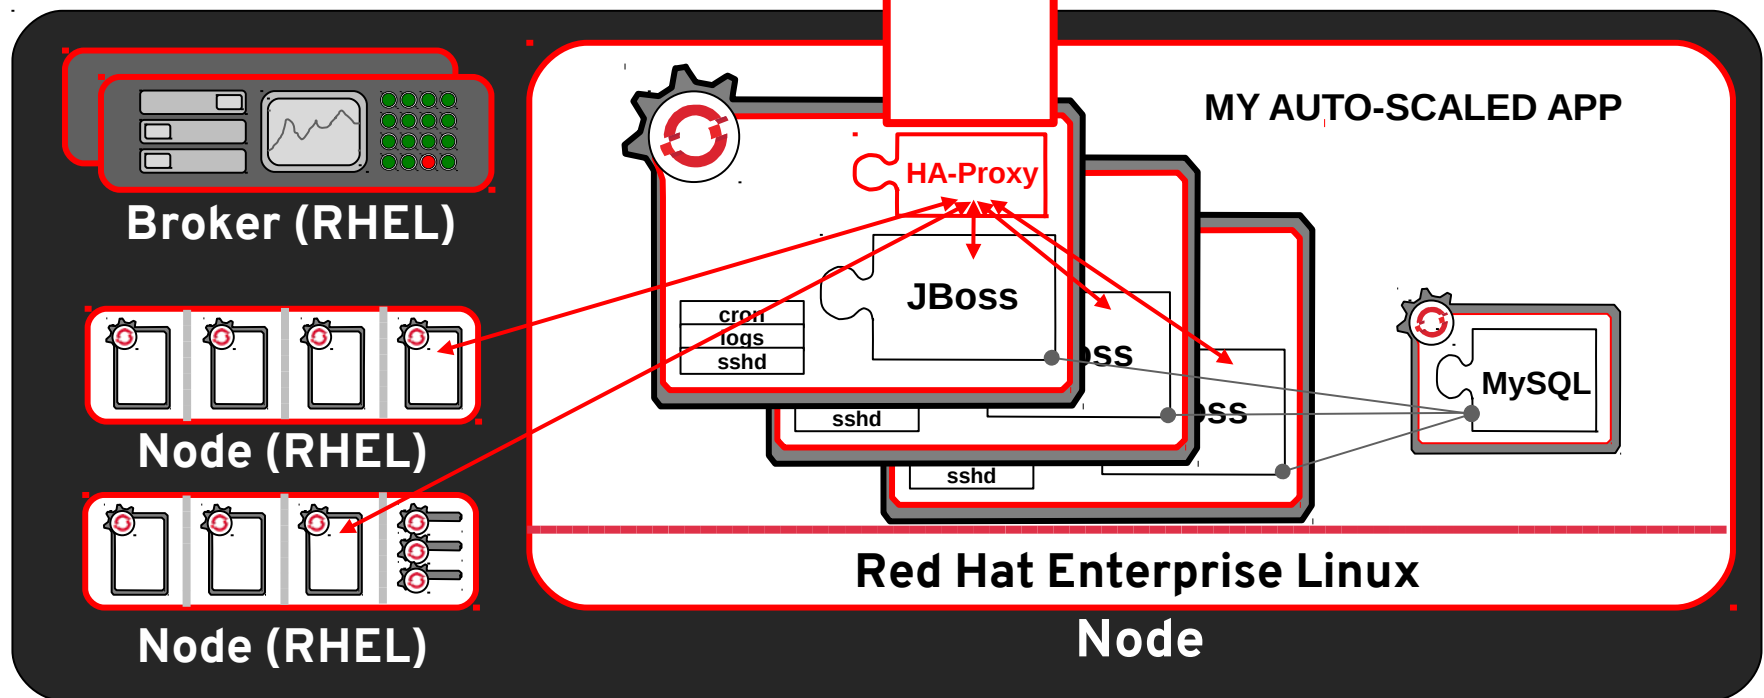 MY AUTO-SCALED APP
HA-Proxy
Broker (RHEL)
JBoss
cron
logs
sshd
oss
sshd
oss
sshd
MySQL
Node (RHEL)
Red Hat Enterprise Linux
Node (RHEL)
Node